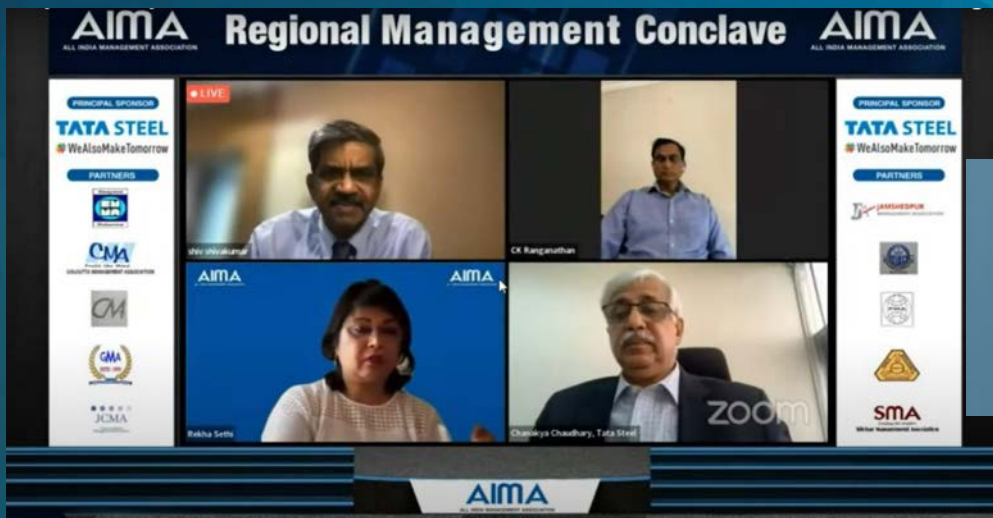 AIMA
ALL INDIA MANAGEMENT ASSOCIATION
Regional Management Conclave
AIMA
ALL INDIA MANAGEMENT ASSOCIATION
PRINCIPAL SPONSOR
TATA STEEL
#WeAlsoMakeTomorrow
PARTNERS
CMA
CALCUTTA MANAGEMENT ASSOCIATION
CM
GMA
JCMA
LIVE
shiv shivakumar
CK Ranganathan
AIMA
AIMA
Rekha Sethi
Chanakya Chaudhary, Tata Steel
zoom
PRINCIPAL SPONSOR
TATA STEEL
#WeAlsoMakeTomorrow
PARTNERS
JAMSHEDPUR
MANAGEMENT ASSOCIATION
SMA
AIMA
ALL INDIA MANAGEMENT ASSOCIATION